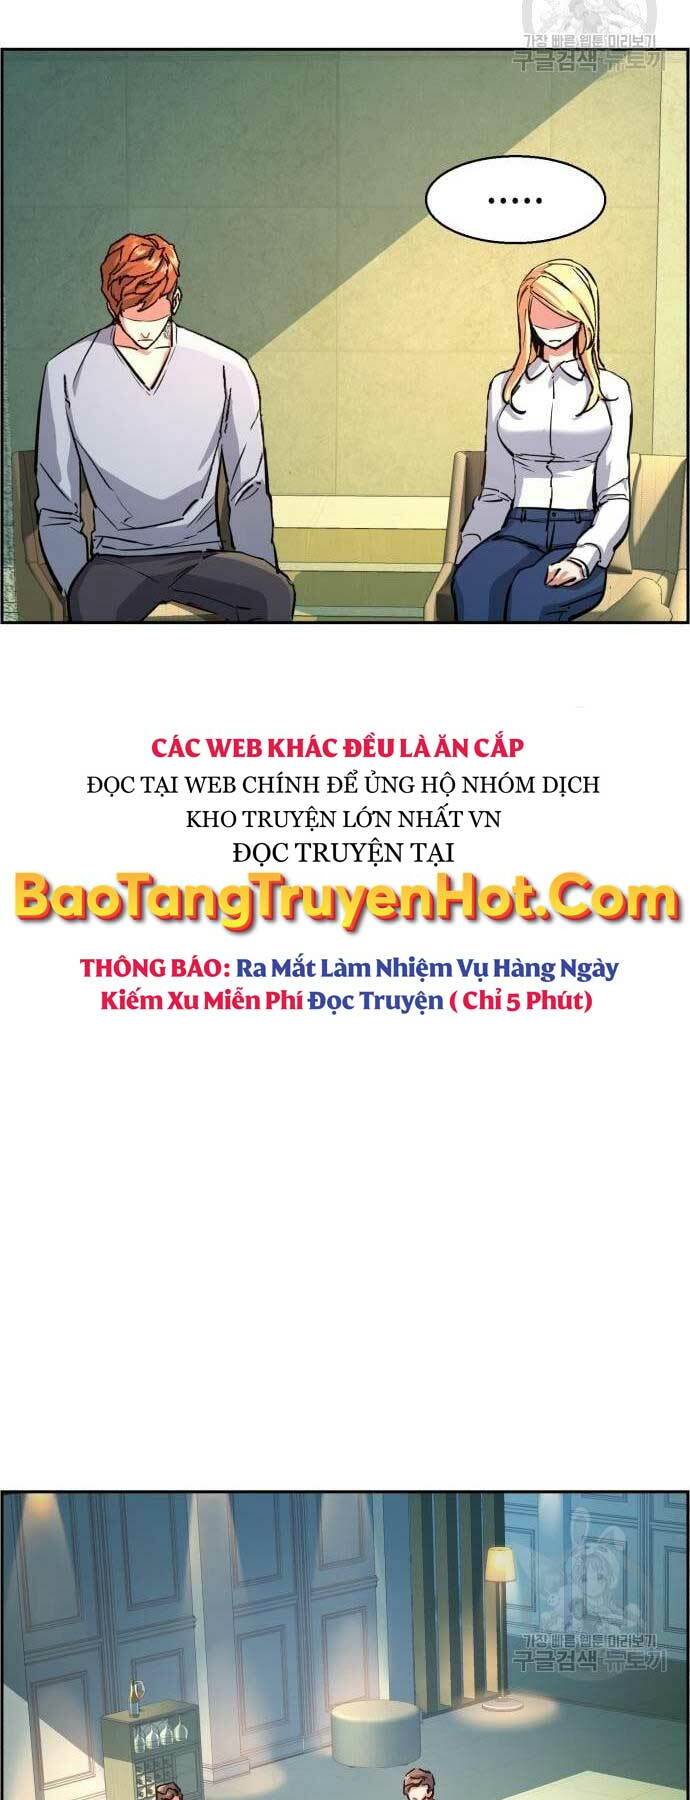 가장 빠른 웹툰 미리보기
구글검색 뉴토끼
.....
CÁC WEB KHÁC ĐỀU LÀ ĂN CẮP
ĐỌC TẠI WEB CHÍNH ĐỂ ỦNG HỘ NHÓM DỊCH
KHO TRUYỆN LỚN NHẤT VN
ĐỌC TRUYỆN TẠI
BaoTangTruyenHot.Com
THÔNG BÁO: Ra Mắt Làm Nhiệm Vụ Hàng Ngày
Kiếm Xu Miễn Phí Đọc Truyện ( Chỉ 5 Phút)
가장 빠른 웹툰 미리보기
구글검색 뉴토끼